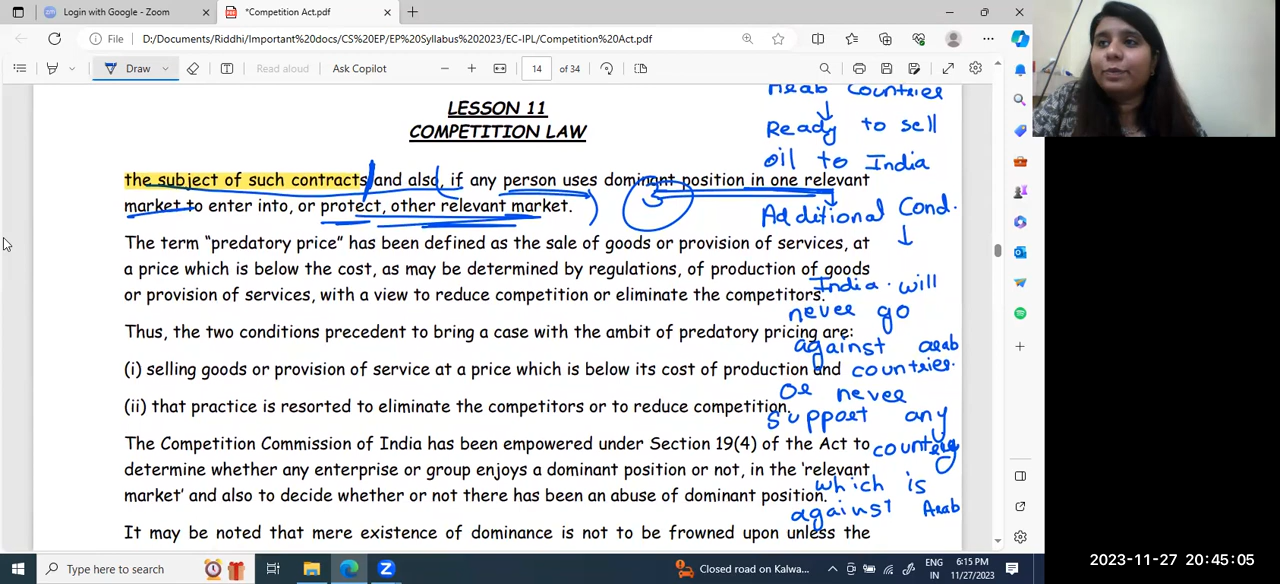 Login with Google - Zoom
*Competition Act.pdf
File
D:/Documents/Riddhi/Important%20docs/CS%20EP/EP%20Syllabus%202023/EC-IPL/Competition%20Act.pdf
Draw
Read aloud
Ask Copilot
14
of 34
LESSON 11
COMPETITION LAW
Arab Countries
Ready to sell
oil to India
the subject of such contracts and also, if any person uses dominant position in one relevant
market to enter into, or protect, other relevant market.
5
Additional Cond.
The term “predatory price” has been defined as the sale of goods or provision of services, at
a price which is below the cost, as may be determined by regulations, of production of goods
or provision of services, with a view to reduce competition or eliminate the competitors.
India will
never go
against arab
countries.
or never
support any
country
which is
against Arab
Thus, the two conditions precedent to bring a case with the ambit of predatory pricing are:
(i) selling goods or provision of service at a price which is below its cost of production and
(ii) that practice is resorted to eliminate the competitors or to reduce competition.
The Competition Commission of India has been empowered under Section 19(4) of the Act to
determine whether any enterprise or group enjoys a dominant position or not, in the ‘relevant
market’ and also to decide whether or not there has been an abuse of dominant position.
It may be noted that mere existence of dominance is not to be frowned upon unless the
Type here to search
Closed road on Kalwa...
ENG
IN
6:15 PM
11/27/2023
2023-11-27 20:45:05